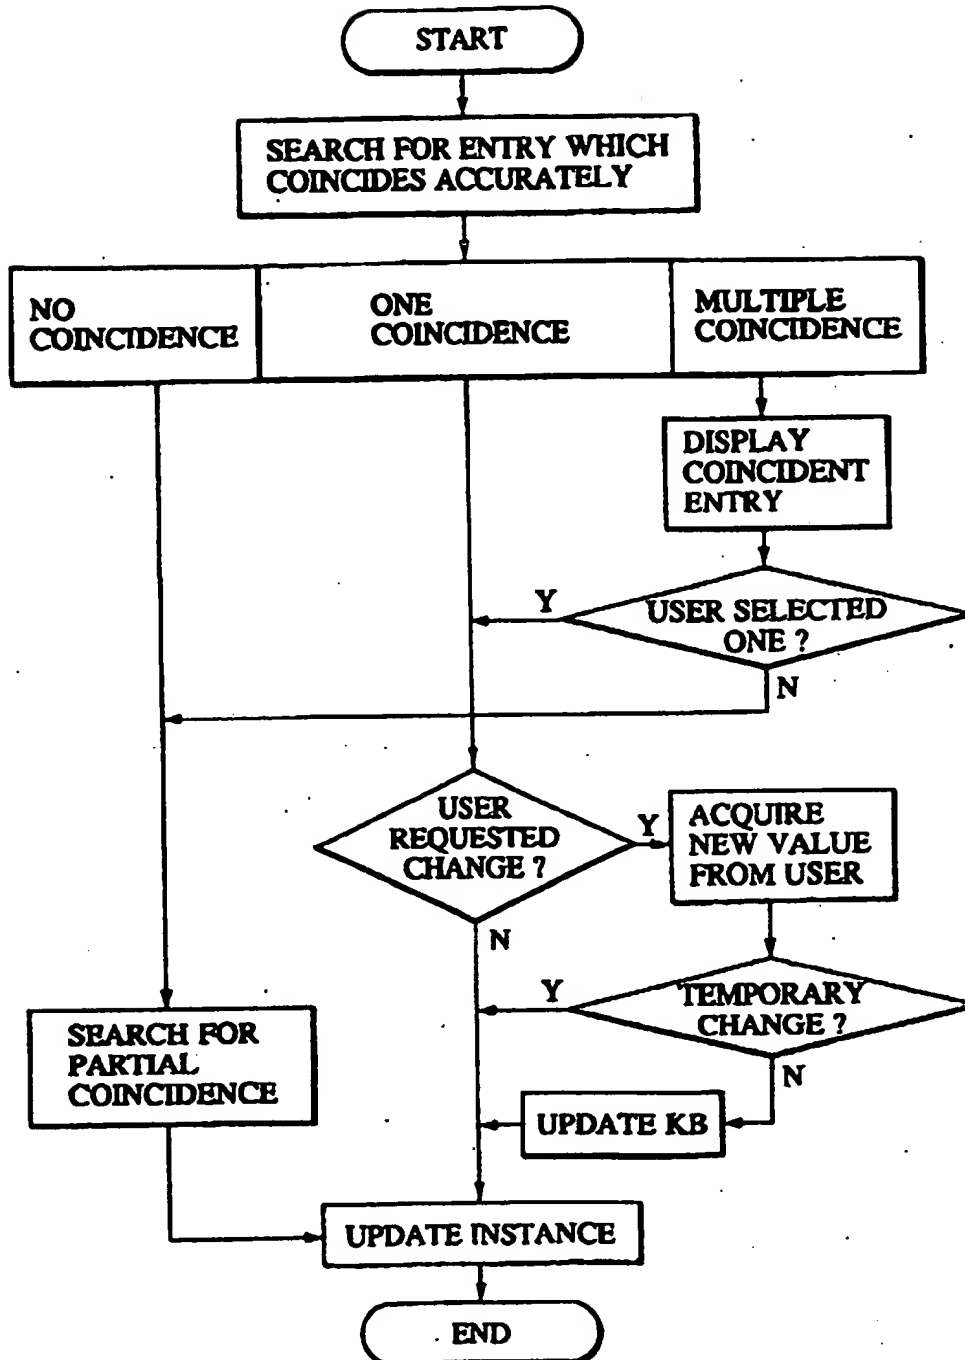 START
SEARCH FOR ENTRY WHICH
COINCIDES ACCURATELY
NO
COINCIDENCE
ONE
COINCIDENCE
MULTIPLE
COINCIDENCE
DISPLAY
COINCIDENT
ENTRY
Y
USER SELECTED
ONE ?
N
USER
REQUESTED
CHANGE ?
Y
ACQUIRE
NEW VALUE
FROM USER
N
Y
TEMPORARY
CHANGE ?
N
SEARCH FOR
PARTIAL
COINCIDENCE
UPDATE KB
UPDATE INSTANCE
END